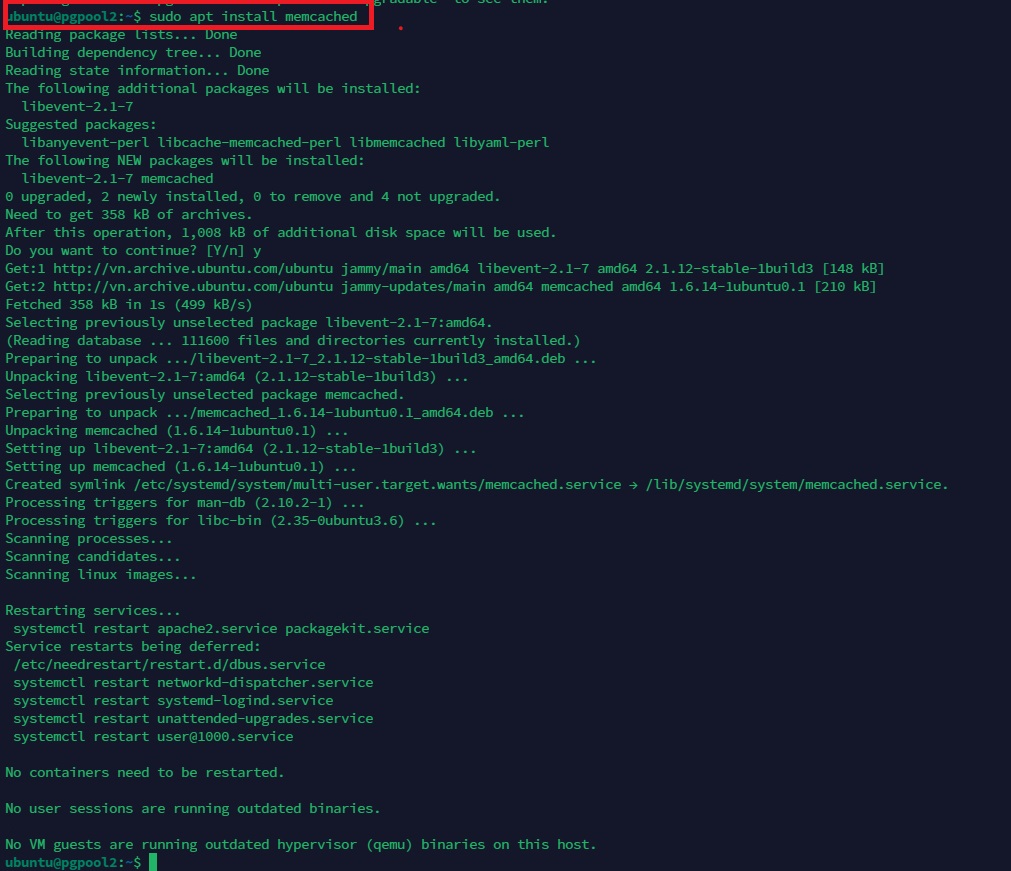 gradable' to see them.
ubuntu@pgpool2:~$ sudo apt install memcached
Reading package lists... Done
Building dependency tree... Done
Reading state information... Done
The following additional packages will be installed:
  libevent-2.1-7
Suggested packages:
  libanyevent-perl libcache-memcached-perl libmemcached libyaml-perl
The following NEW packages will be installed:
  libevent-2.1-7 memcached
0 upgraded, 2 newly installed, 0 to remove and 4 not upgraded.
Need to get 358 kB of archives.
After this operation, 1,008 kB of additional disk space will be used.
Do you want to continue? [Y/n] y
Get:1 http://vn.archive.ubuntu.com/ubuntu jammy/main amd64 libevent-2.1-7 amd64 2.1.12-stable-1build3 [148 kB]
Get:2 http://vn.archive.ubuntu.com/ubuntu jammy-updates/main amd64 memcached amd64 1.6.14-1ubuntu0.1 [210 kB]
Fetched 358 kB in 1s (499 kB/s)
Selecting previously unselected package libevent-2.1-7:amd64.
(Reading database ... 111600 files and directories currently installed.)
Preparing to unpack .../libevent-2.1-7_2.1.12-stable-1build3_amd64.deb ...
Unpacking libevent-2.1-7:amd64 (2.1.12-stable-1build3) ...
Selecting previously unselected package memcached.
Preparing to unpack .../memcached_1.6.14-1ubuntu0.1_amd64.deb ...
Unpacking memcached (1.6.14-1ubuntu0.1) ...
Setting up libevent-2.1-7:amd64 (2.1.12-stable-1build3) ...
Setting up memcached (1.6.14-1ubuntu0.1) ...
Created symlink /etc/systemd/system/multi-user.target.wants/memcached.service → /lib/systemd/system/memcached.service.
Processing triggers for man-db (2.10.2-1) ...
Processing triggers for libc-bin (2.35-0ubuntu3.6) ...
Scanning processes...
Scanning candidates...
Scanning linux images...
Restarting services...
 systemctl restart apache2.service packagekit.service
Service restarts being deferred:
 /etc/needrestart/restart.d/dbus.service
 systemctl restart networkd-dispatcher.service
 systemctl restart systemd-logind.service
 systemctl restart unattended-upgrades.service
 systemctl restart user@1000.service
No containers need to be restarted.
No user sessions are running outdated binaries.
No VM guests are running outdated hypervisor (qemu) binaries on this host.
ubuntu@pgpool2:~$